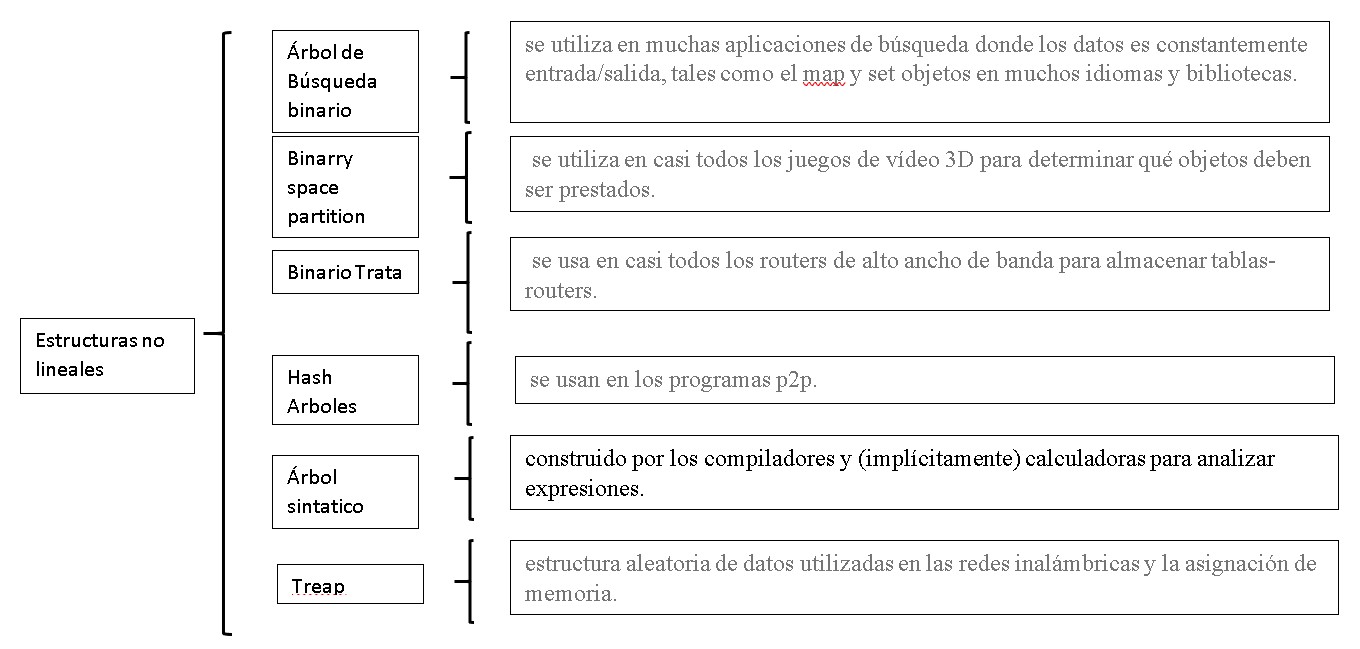 Estructuras no
lineales
Árbol de
Búsqueda
binario
se utiliza en muchas aplicaciones de búsqueda donde los datos es constantemente
entrada/salida, tales como el map y set objetos en muchos idiomas y bibliotecas.
Binarry
space
partition
se utiliza en casi todos los juegos de vídeo 3D para determinar qué objetos deben
ser prestados.
Binario Trata
se usa en casi todos los routers de alto ancho de banda para almacenar tablas-
routers.
Hash
Arboles
se usan en los programas p2p.
Árbol
sintatico
construido por los compiladores y (implícitamente) calculadoras para analizar
expresiones.
Treap
estructura aleatoria de datos utilizadas en las redes inalámbricas y la asignación de
memoria.